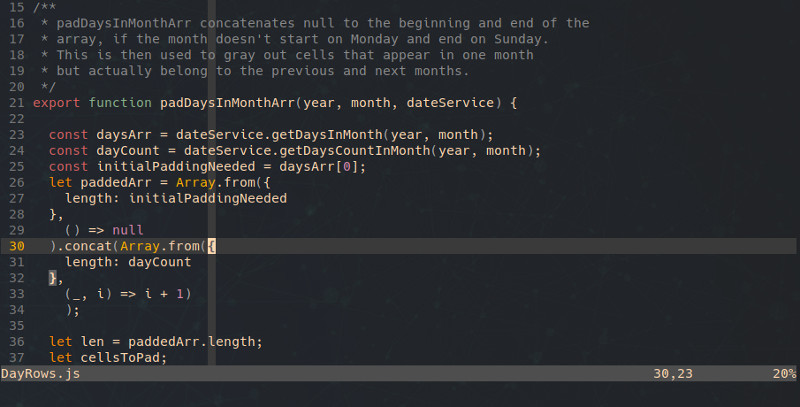 15 /**
16  * padDaysInMonthArr concatenates null to the beginning and end of the
17  * array, if the month doesn't start on Monday and end on Sunday.
18  * This is then used to gray out cells that appear in one month
19  * but actually belong to the previous and next months.
20  */
21 export function padDaysInMonthArr(year, month, dateService) {
22
23   const daysArr = dateService.getDaysInMonth(year, month);
24   const dayCount = dateService.getDaysCountInMonth(year, month);
25   const initialPaddingNeeded = daysArr[0];
26   let paddedArr = Array.from({
27     length: initialPaddingNeeded
28   },
29     () => null
30   ).concat(Array.from({
31     length: dayCount
32   },
33     (_, i) => i + 1)
34     );
35
36   let len = paddedArr.length;
37   let cellsToPad;
DayRows.js 30,23 20%